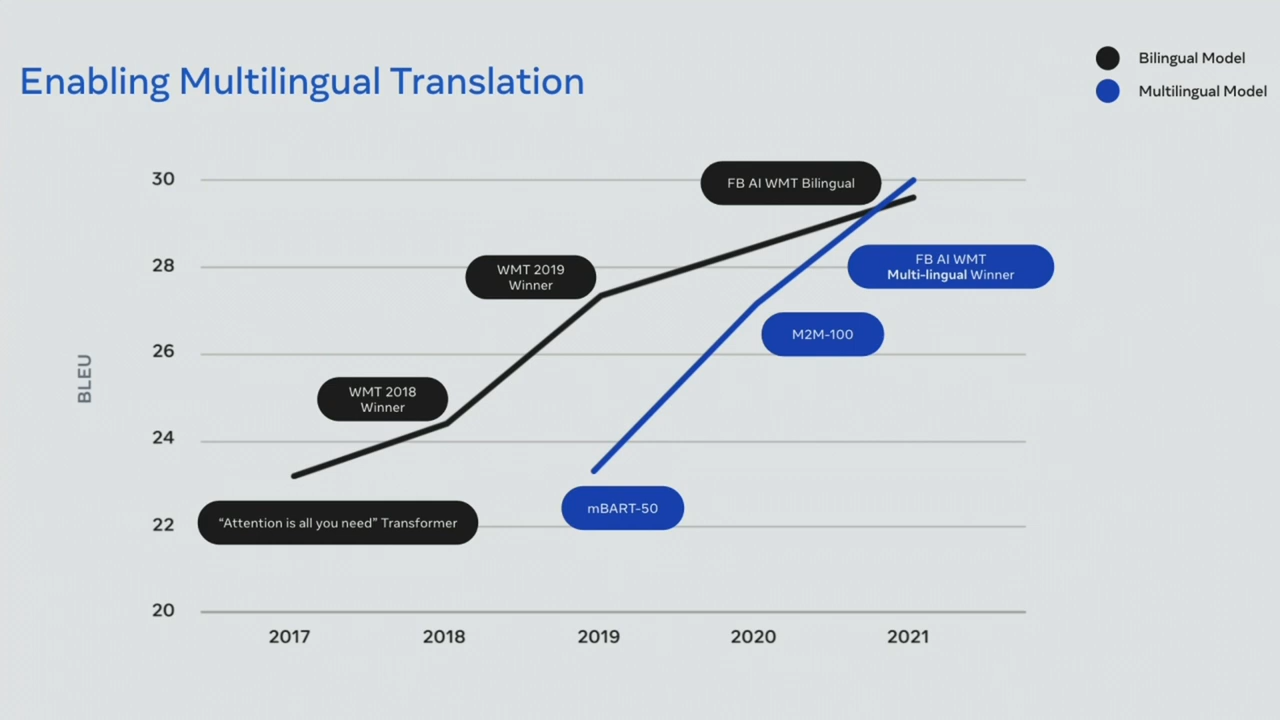 Enabling Multilingual Translation
Bilingual Model
Multilingual Model
BLEU
30
28
26
24
22
20
FB AI WMT Bilingual
FB AI WMT
Multi-lingual Winner
WMT 2019
Winner
M2M-100
WMT 2018
Winner
“Attention is all you need” Transformer
mBART-50
2017
2018
2019
2020
2021